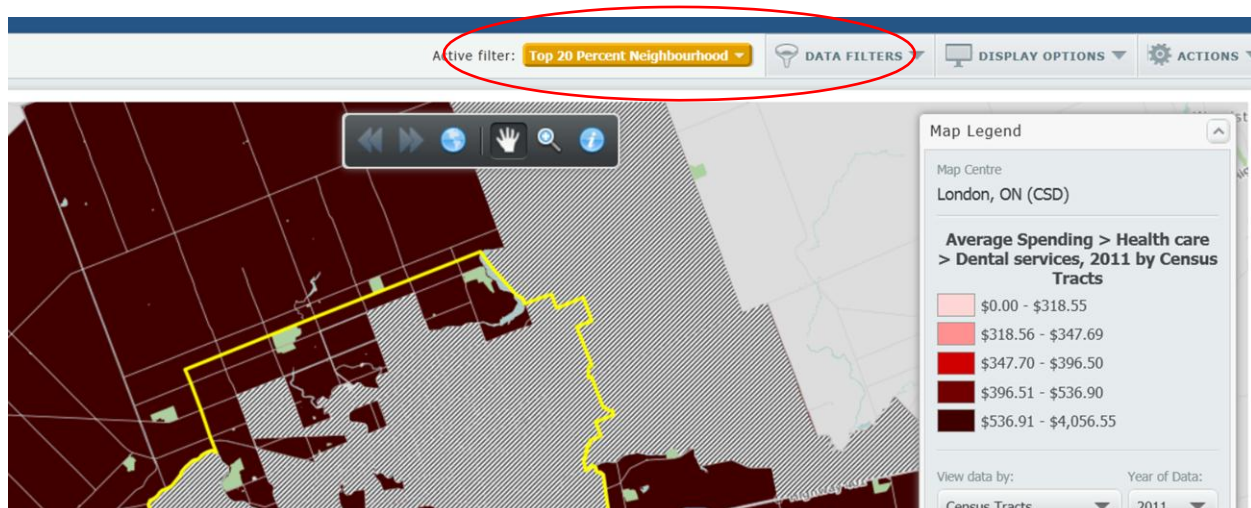 Active filter: Top 20 Percent Neighbourhood DATA FILTERS DISPLAY OPTIONS ACTIONS
Map Legend
Map Centre
London, ON (CSD)
Average Spending > Health care
> Dental services, 2011 by Census
Tracts
$0.00 - $318.55
$318.56 - $347.69
$347.70 - $396.50
$396.51 - $536.90
$536.91 - $4,056.55
View data by: Year of Data:
Census Tracts 2011